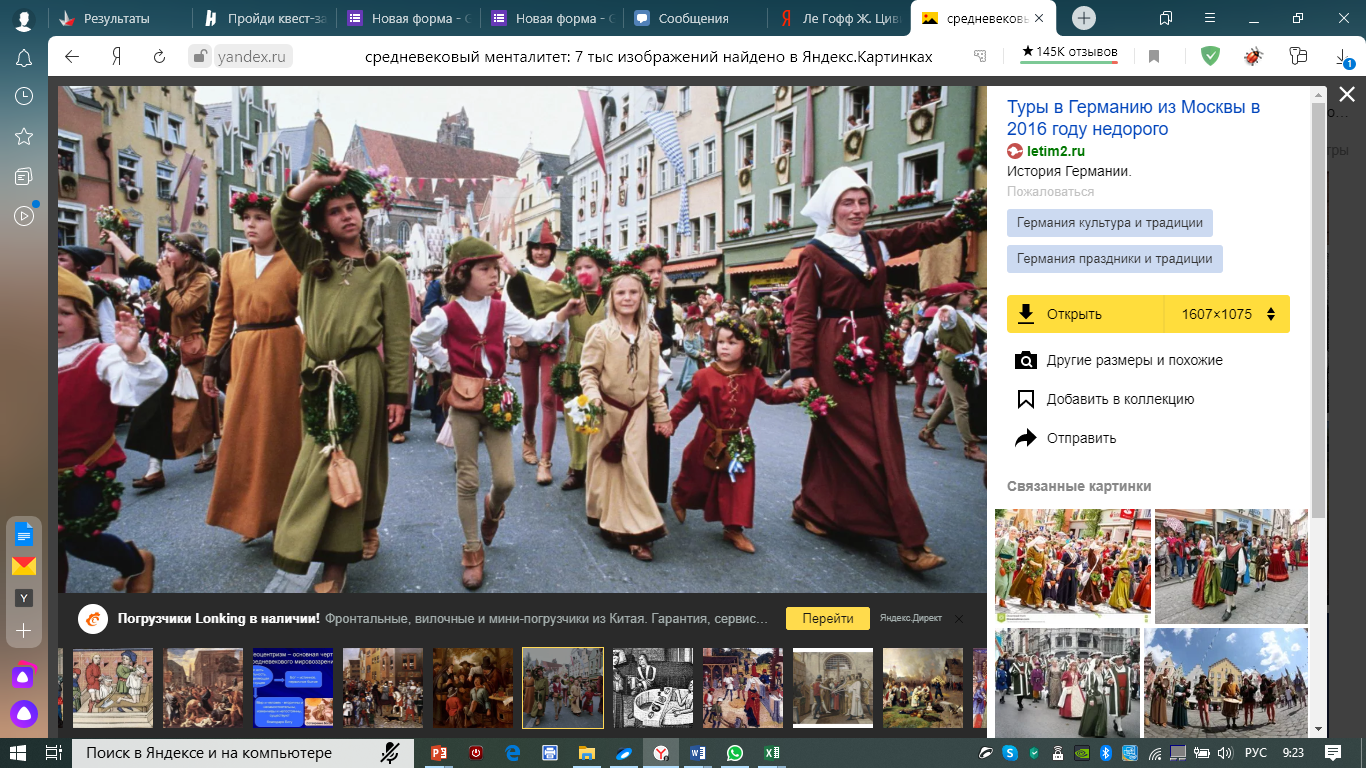 Результаты
Пройди квест-за
Новая форма - G
Новая форма - G
Сообщения
Ле Гофф Ж. Циви
средневековь
yandex.ru
средневековый менталитет: 7 тыс изображений найдено в Яндекс.Картинках
★ 145К отзывов
1
Туры в Германию из Москвы в
2016 году недорого
letim2.ru
История Германии.
Пожаловаться
Германия культура и традиции
Германия праздники и традиции
Открыть 1607×1075
Другие размеры и похожие
Добавить в коллекцию
Отправить
Связанные картинки
Погрузчики Lonking в наличии! Фронтальные, вилочные и мини-погрузчики из Китая. Гарантия, сервис…
Перейти
Яндекс.Директ
Поиск в Яндексе и на компьютере
РУС 9:23